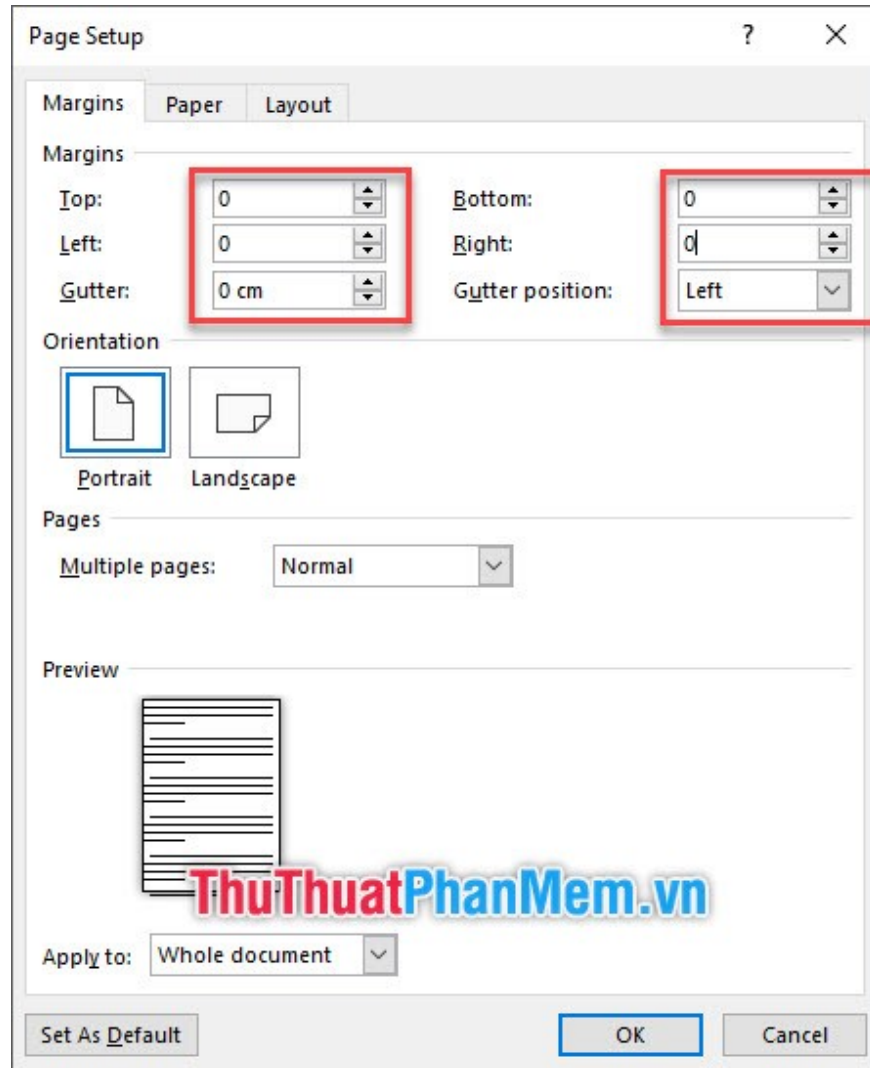 Page Setup ?
Margins Paper Layout
Margins
Top: 0 Bottom: 0
Left: 0 Right: 0
Gutter: 0 cm Gutter position: Left
Orientation
Portrait Landscape
Pages
Multiple pages: Normal
Preview
ThuThuatPhanMem.vn
Apply to: Whole document
Set As Default OK Cancel